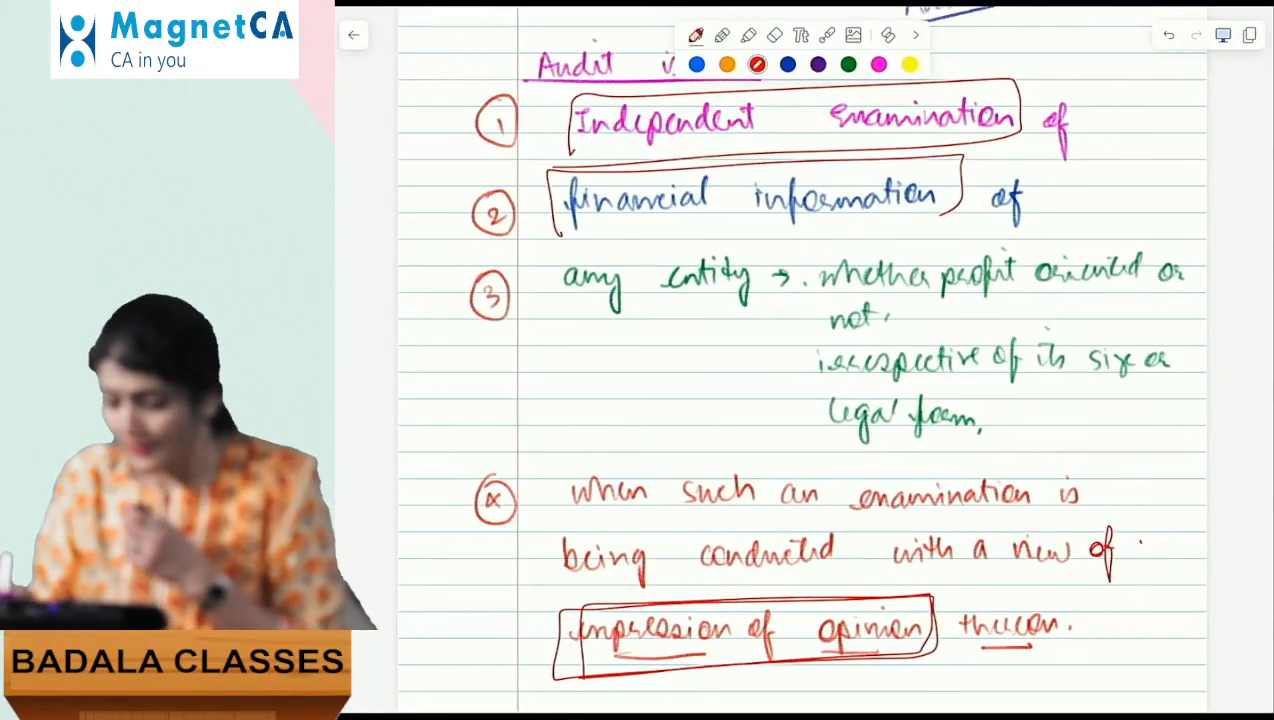 MagnetCA
CA in you
Audit is
① Independent examination of
② financial information of
③ any entity → whether profit oriented or
not.
irrespective of its size or
legal form,
④ when such an examination is
being conducted with a view of
expression of opinion thereon.
BADALA CLASSES